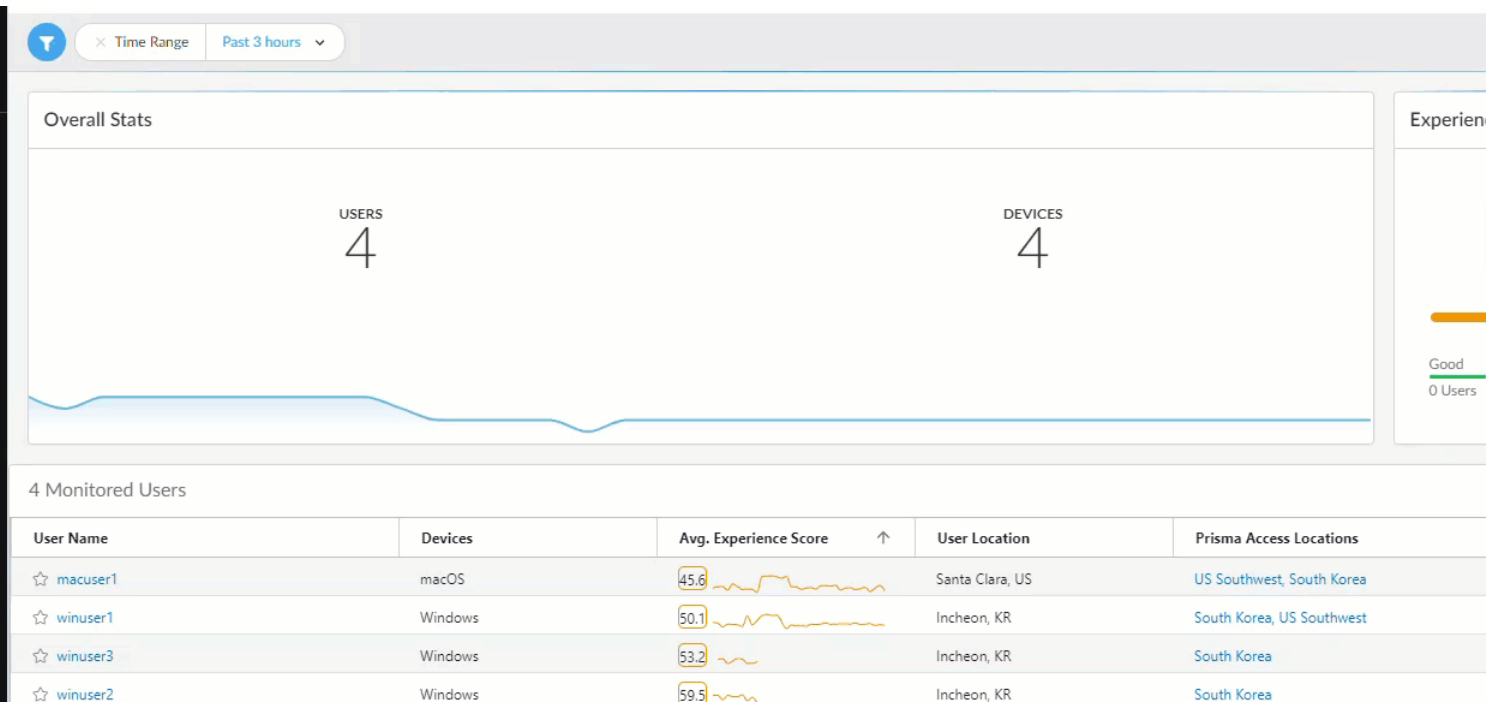 Time Range Past 3 hours
Overall Stats
USERS
4
DEVICES
4
Good
0 Users
4 Monitored Users
User Name Devices Avg. Experience Score User Location Prisma Access Locations
macuser1 macOS 45.6 Santa Clara, US US Southwest, South Korea
winuser1 Windows 50.1 Incheon, KR South Korea, US Southwest
winuser3 Windows 53.2 Incheon, KR South Korea
winuser2 Windows 59.5 Incheon, KR South Korea